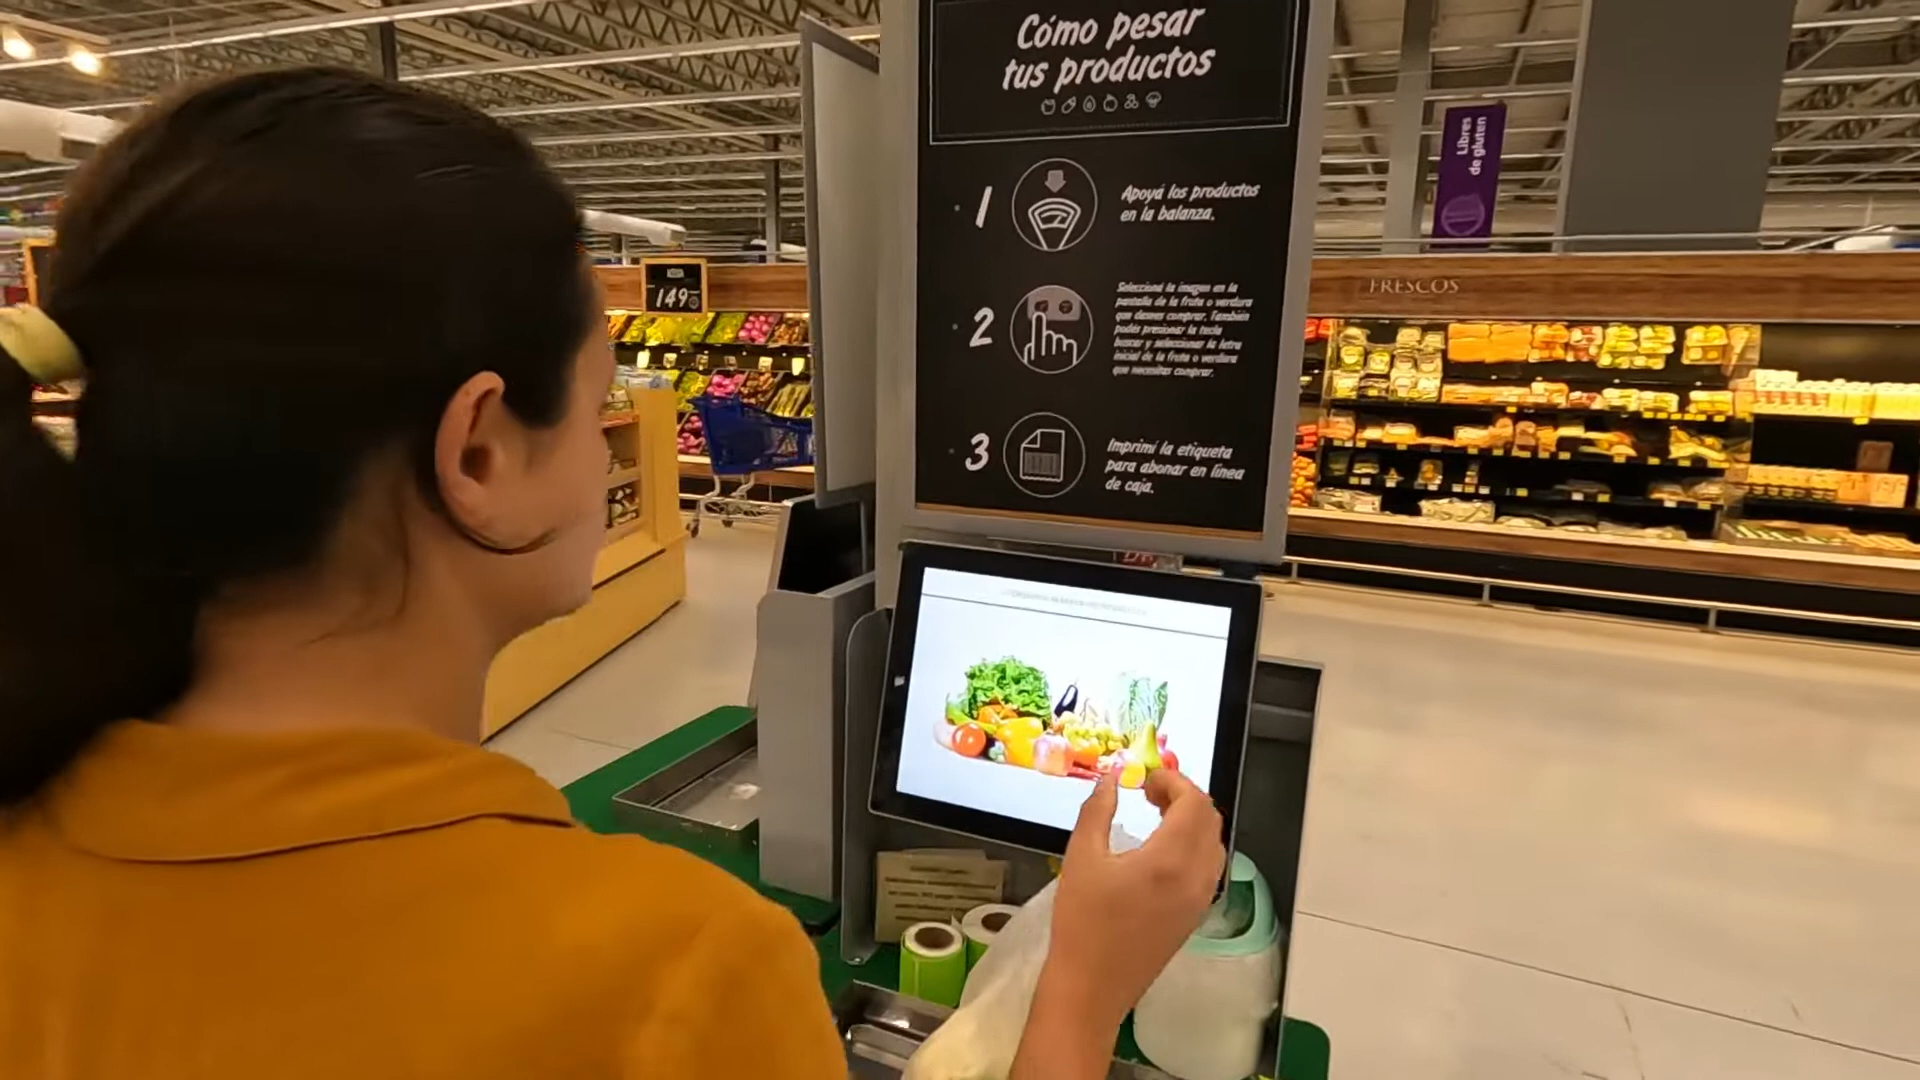 Cómo pesar
tus productos
1
Apoyá los productos
en la balanza.
2
Seleccioná la imagen en la
pantalla de la fruta o verdura
que desees comprar. También
podés presionar la tecla
buscar y seleccionar la letra
inicial de la fruta o verdura
que necesitas comprar.
3
Imprimí la etiqueta
para abonar en línea
de caja.
Libres
de gluten
FRESCOS
149